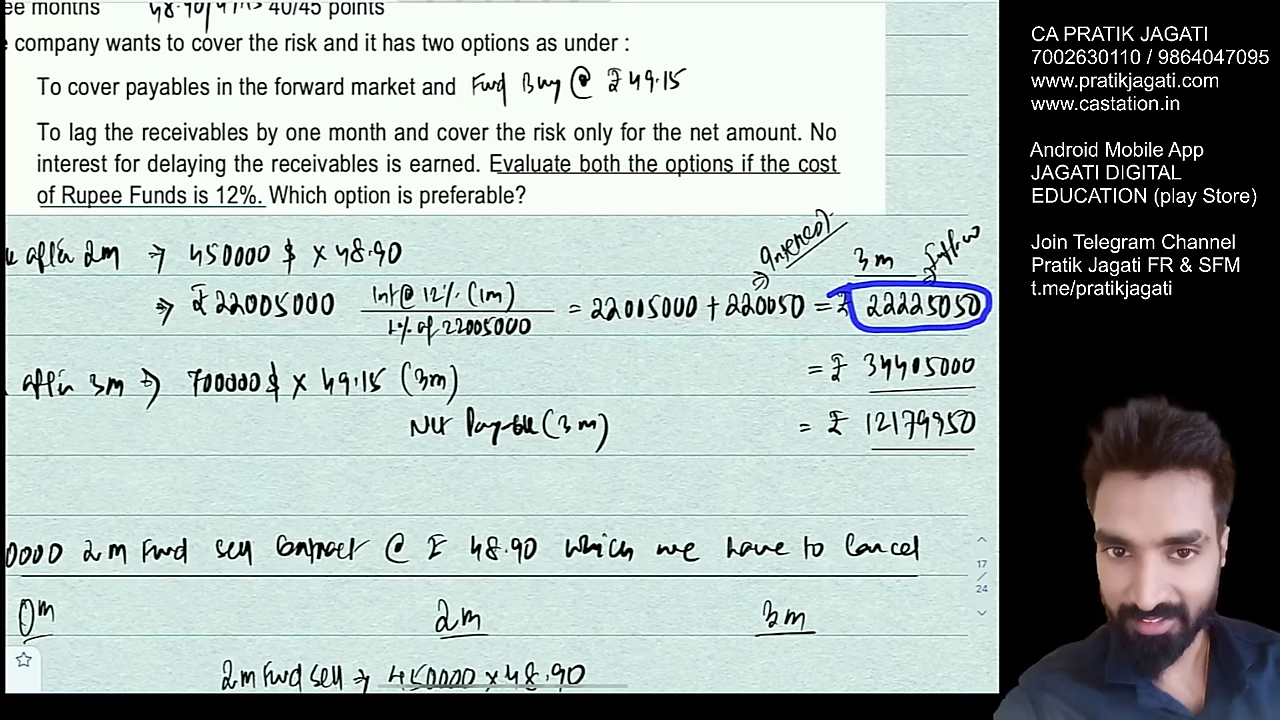 ee months 48.90/ 40/45 points
company wants to cover the risk and it has two options as under :
To cover payables in the forward market and Fwd Buy @ ₹49.15
To lag the receivables by one month and cover the risk only for the net amount. No
interest for delaying the receivables is earned. Evaluate both the options if the cost
of Rupee Funds is 12%. Which option is preferable?
after 2m ⇒ 450000 $ × 48.90
Interest
3m Inflow
⇒ ₹22005000 Int@ 12% (1m) = 22005000 + 220050 = ₹ 22225050
1% of 22005000
after 3m ⇒ 700000$ × 49.15 (3m) = ₹ 34405000
Net Payable (3m) = ₹ 12179950
0000 2m Fwd sell Contract @ ₹ 48.90 which we have to Cancel
0m 2m 3m
2m Fwd sell ⇒ 450000 × 48.90
17
/
24
CA PRATIK JAGATI
7002630110 / 9864047095
www.pratikjagati.com
www.castation.in
Android Mobile App
JAGATI DIGITAL
EDUCATION (play Store)
Join Telegram Channel
Pratik Jagati FR & SFM
t.me/pratikjagati